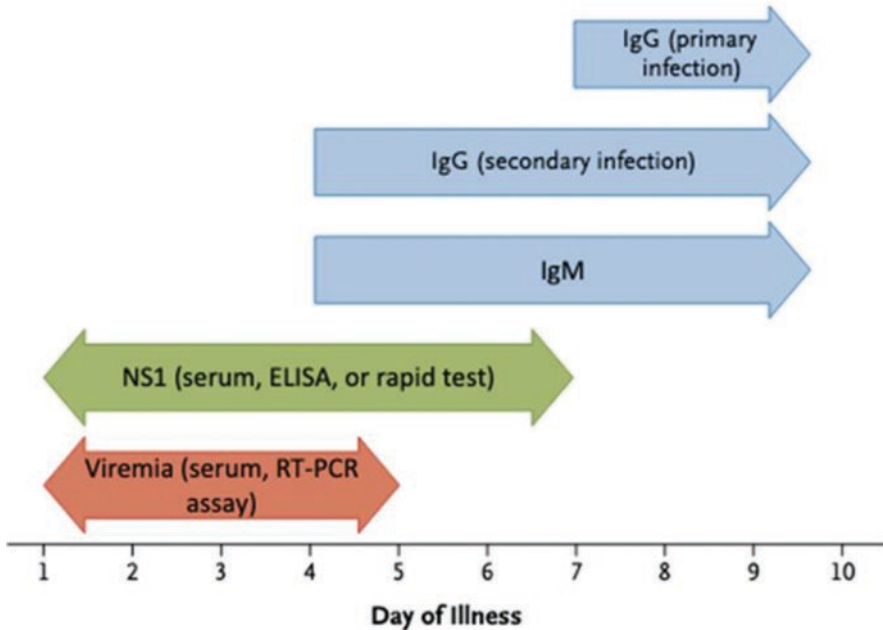 IgG (primary
infection)
IgG (secondary infection)
IgM
NS1 (serum, ELISA, or rapid test)
Viremia (serum, RT-PCR
assay)
1 2 3 4 5 6 7 8 9 10
Day of Illness